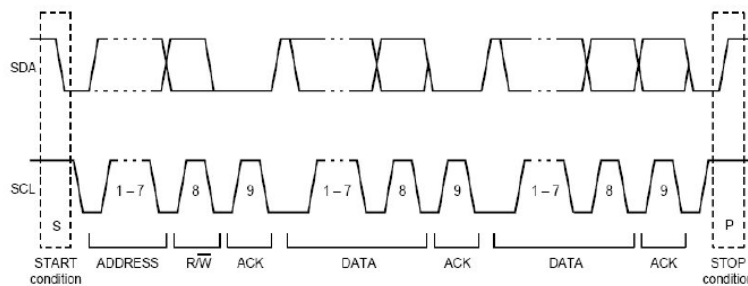 SDA
SCL
1 – 7 8 9 1 – 7 8 9 1 – 7 8 9
S P
START ADDRESS R/W̅ ACK DATA ACK DATA ACK STOP
condition condition